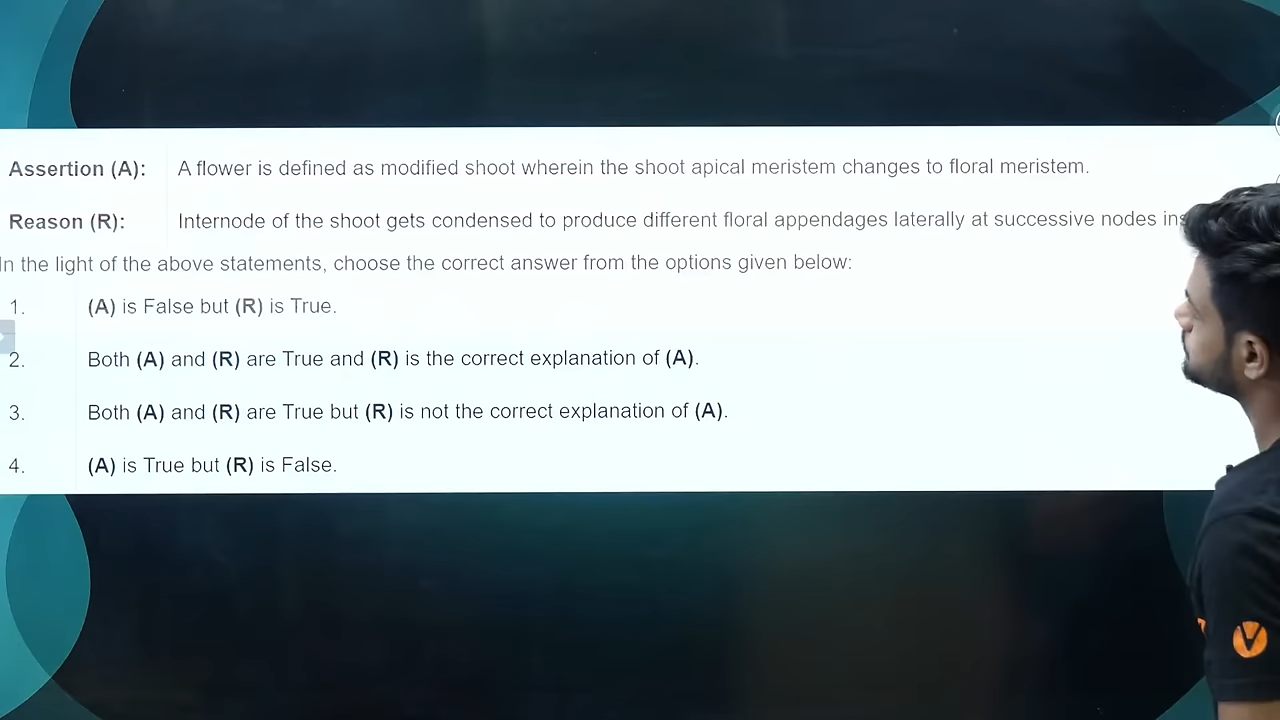 Assertion (A): A flower is defined as modified shoot wherein the shoot apical meristem changes to floral meristem.
Reason (R): Internode of the shoot gets condensed to produce different floral appendages laterally at successive nodes
In the light of the above statements, choose the correct answer from the options given below:
1. (A) is False but (R) is True.
2. Both (A) and (R) are True and (R) is the correct explanation of (A).
3. Both (A) and (R) are True but (R) is not the correct explanation of (A).
4. (A) is True but (R) is False.
V